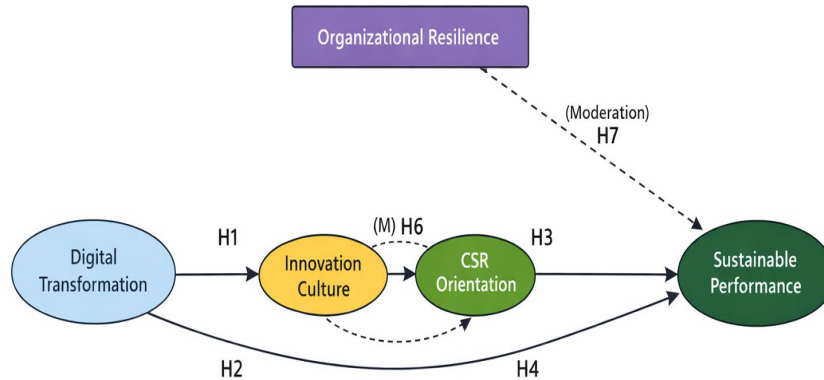 Organizational Resilience
(Moderation)
H7
H1
(M) H6
H3
Digital
Transformation
Innovation
Culture
CSR
Orientation
Sustainable
Performance
H2
H4